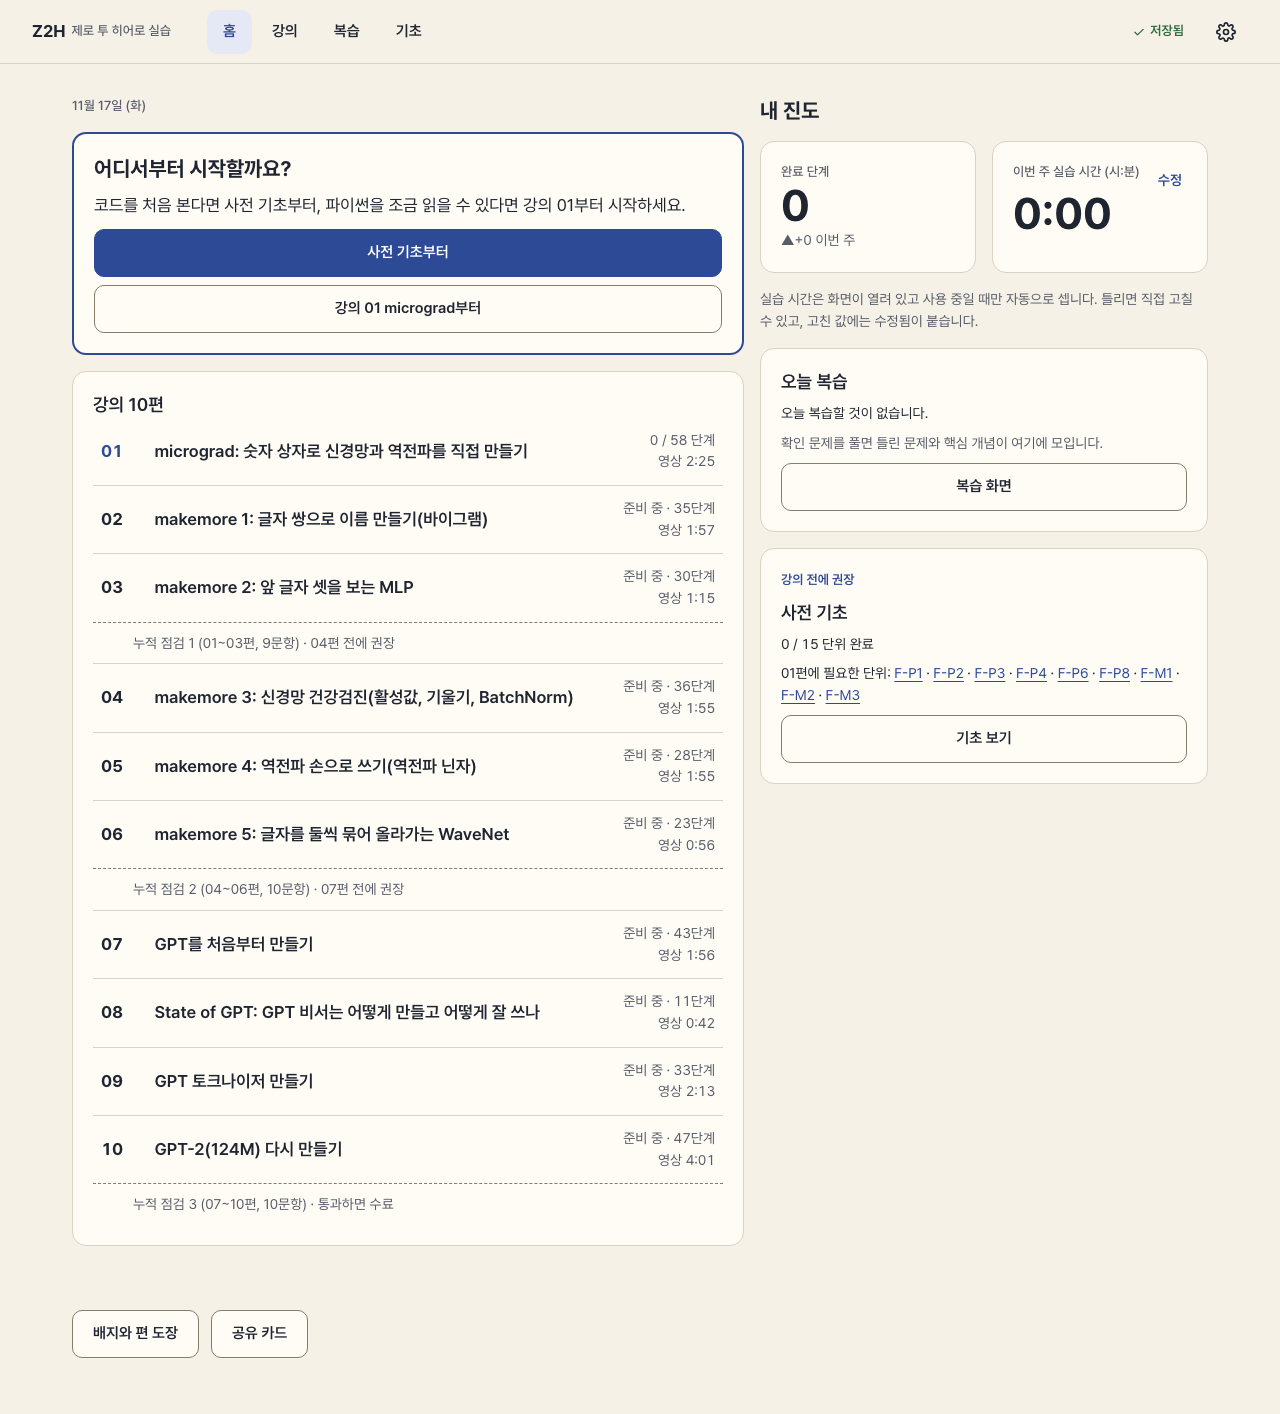 Z2H 제로 투 히어로 실습
홈
강의
복습
기초
저장됨
11월 17일 (화)
어디서부터 시작할까요?
코드를 처음 본다면 사전 기초부터, 파이썬을 조금 읽을 수 있다면 강의 01부터 시작하세요.
사전 기초부터
강의 01 micrograd부터
강의 10편
01 micrograd: 숫자 상자로 신경망과 역전파를 직접 만들기
0 / 58 단계
영상 2:25
02 makemore 1: 글자 쌍으로 이름 만들기(바이그램)
준비 중 · 35단계
영상 1:57
03 makemore 2: 앞 글자 셋을 보는 MLP
준비 중 · 30단계
영상 1:15
누적 점검 1 (01~03편, 9문항) · 04편 전에 권장
04 makemore 3: 신경망 건강검진(활성값, 기울기, BatchNorm)
준비 중 · 36단계
영상 1:55
05 makemore 4: 역전파 손으로 쓰기(역전파 닌자)
준비 중 · 28단계
영상 1:55
06 makemore 5: 글자를 둘씩 묶어 올라가는 WaveNet
준비 중 · 23단계
영상 0:56
누적 점검 2 (04~06편, 10문항) · 07편 전에 권장
07 GPT를 처음부터 만들기
준비 중 · 43단계
영상 1:56
08 State of GPT: GPT 비서는 어떻게 만들고 어떻게 잘 쓰나
준비 중 · 11단계
영상 0:42
09 GPT 토크나이저 만들기
준비 중 · 33단계
영상 2:13
10 GPT-2(124M) 다시 만들기
준비 중 · 47단계
영상 4:01
누적 점검 3 (07~10편, 10문항) · 통과하면 수료
내 진도
완료 단계
0
▲+0 이번 주
이번 주 실습 시간 (시:분)
수정
0:00
실습 시간은 화면이 열려 있고 사용 중일 때만 자동으로 셉니다. 틀리면 직접 고칠
수 있고, 고친 값에는 수정됨이 붙습니다.
오늘 복습
오늘 복습할 것이 없습니다.
확인 문제를 풀면 틀린 문제와 핵심 개념이 여기에 모입니다.
복습 화면
강의 전에 권장
사전 기초
0 / 15 단위 완료
01편에 필요한 단위: F-P1 · F-P2 · F-P3 · F-P4 · F-P6 · F-P8 · F-M1 ·
F-M2 · F-M3
기초 보기
배지와 편 도장
공유 카드